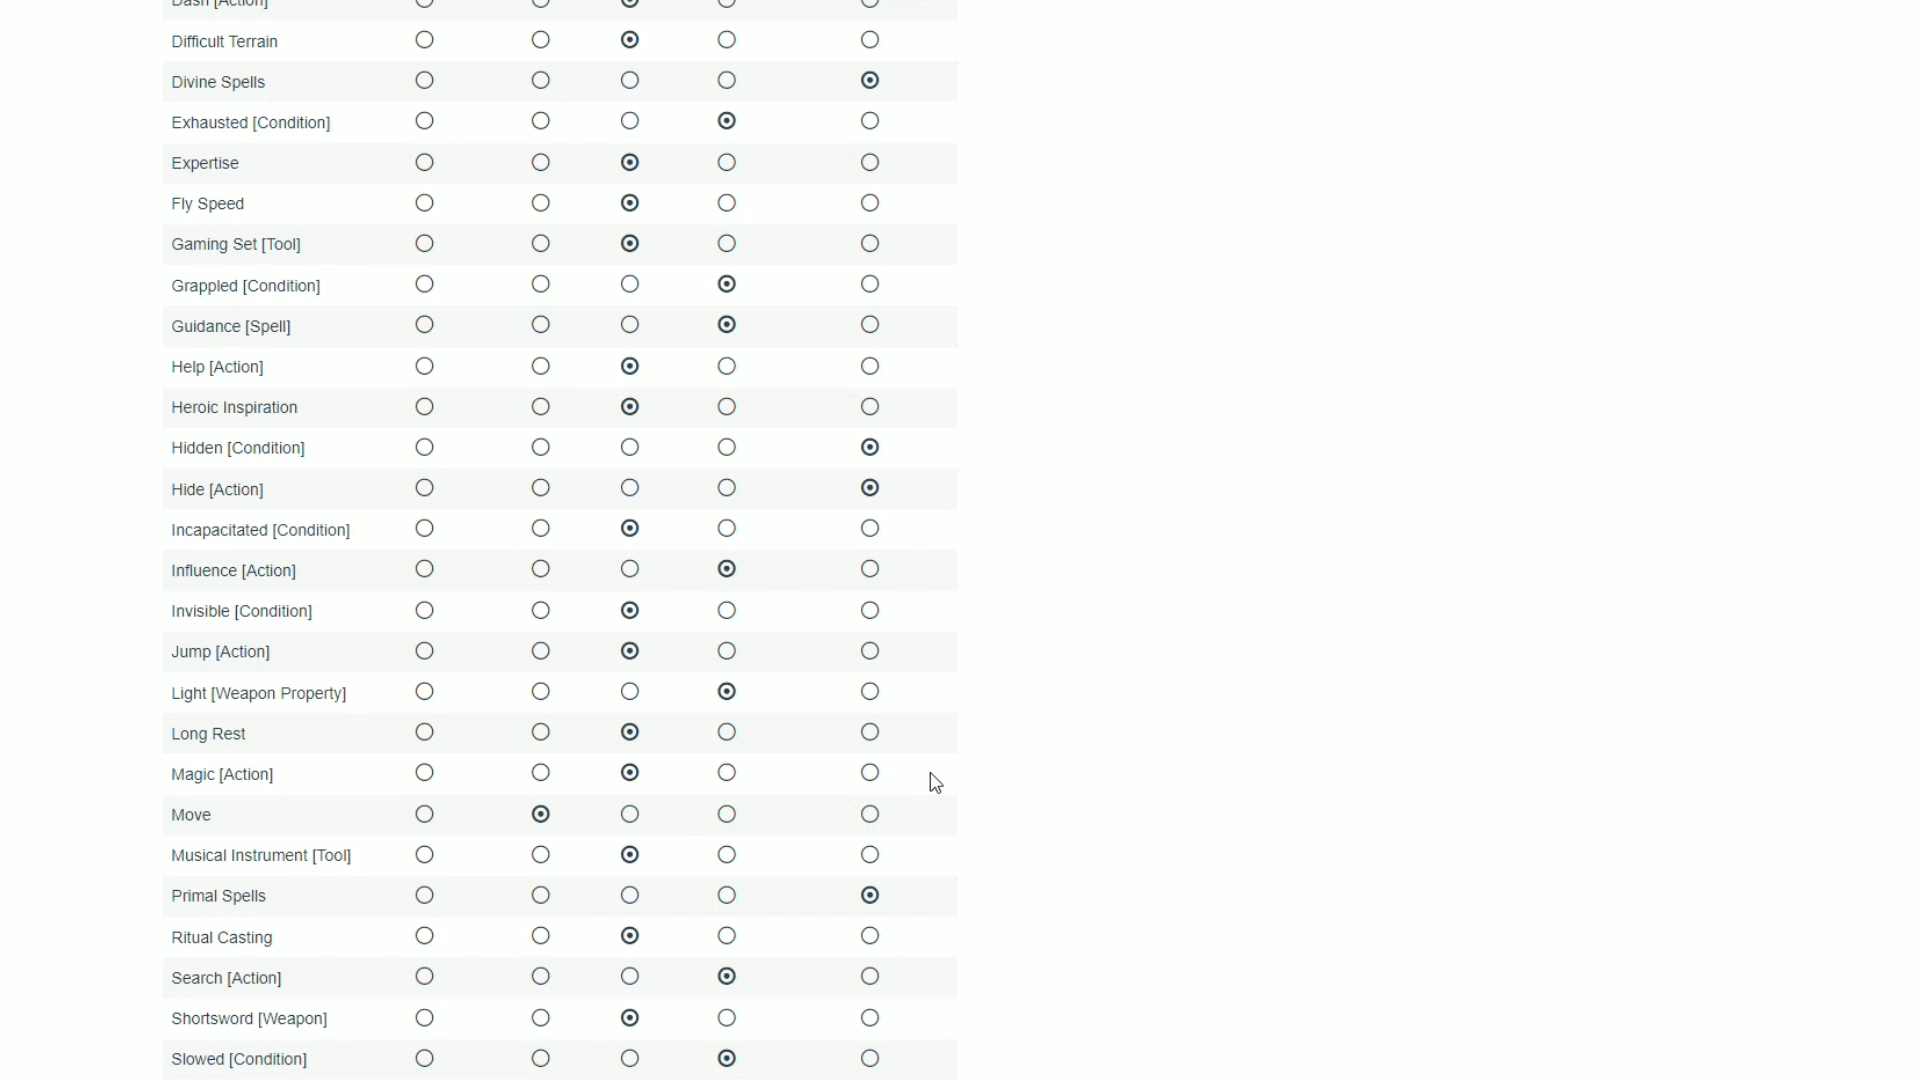 Dash [Action]
Difficult Terrain
Divine Spells
Exhausted [Condition]
Expertise
Fly Speed
Gaming Set [Tool]
Grappled [Condition]
Guidance [Spell]
Help [Action]
Heroic Inspiration
Hidden [Condition]
Hide [Action]
Incapacitated [Condition]
Influence [Action]
Invisible [Condition]
Jump [Action]
Light [Weapon Property]
Long Rest
Magic [Action]
Move
Musical Instrument [Tool]
Primal Spells
Ritual Casting
Search [Action]
Shortsword [Weapon]
Slowed [Condition]